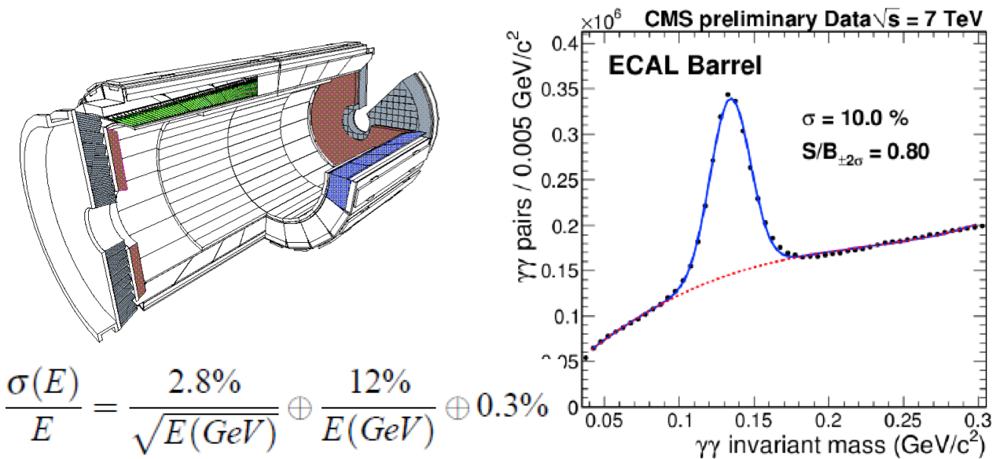 CMS preliminary Data√s = 7 TeV
×10⁶
ECAL Barrel
σ = 10.0 %
S/B±2σ = 0.80
γγ pairs / 0.005 GeV/c²
0.4
0.35
0.3
0.25
0.2
0.15
0.1
0
0.05 0.1 0.15 0.2 0.25 0.3
γγ invariant mass (GeV/c²)
σ(E)/E = 2.8%/√E(GeV) ⊕ 12%/E(GeV) ⊕ 0.3%